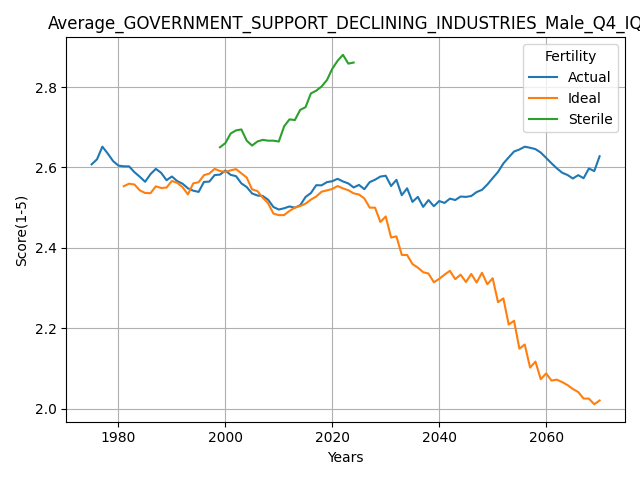 Average_GOVERNMENT_SUPPORT_DECLINING_INDUSTRIES_Male_Q4_IQ
Fertility
Actual
Ideal
Sterile
Score(1-5)
2.8
2.6
2.4
2.2
2.0
1980 2000 2020 2040 2060
Years